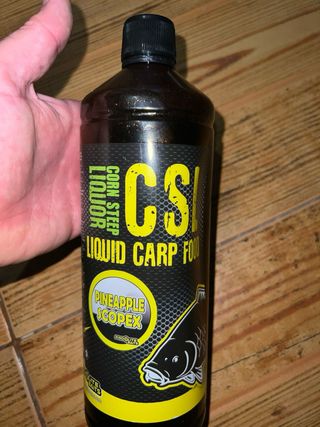 CORN STEEP
LIQUOR
CSL
LIQUID CARP FOOD
PINEAPPLE
SCOPEX